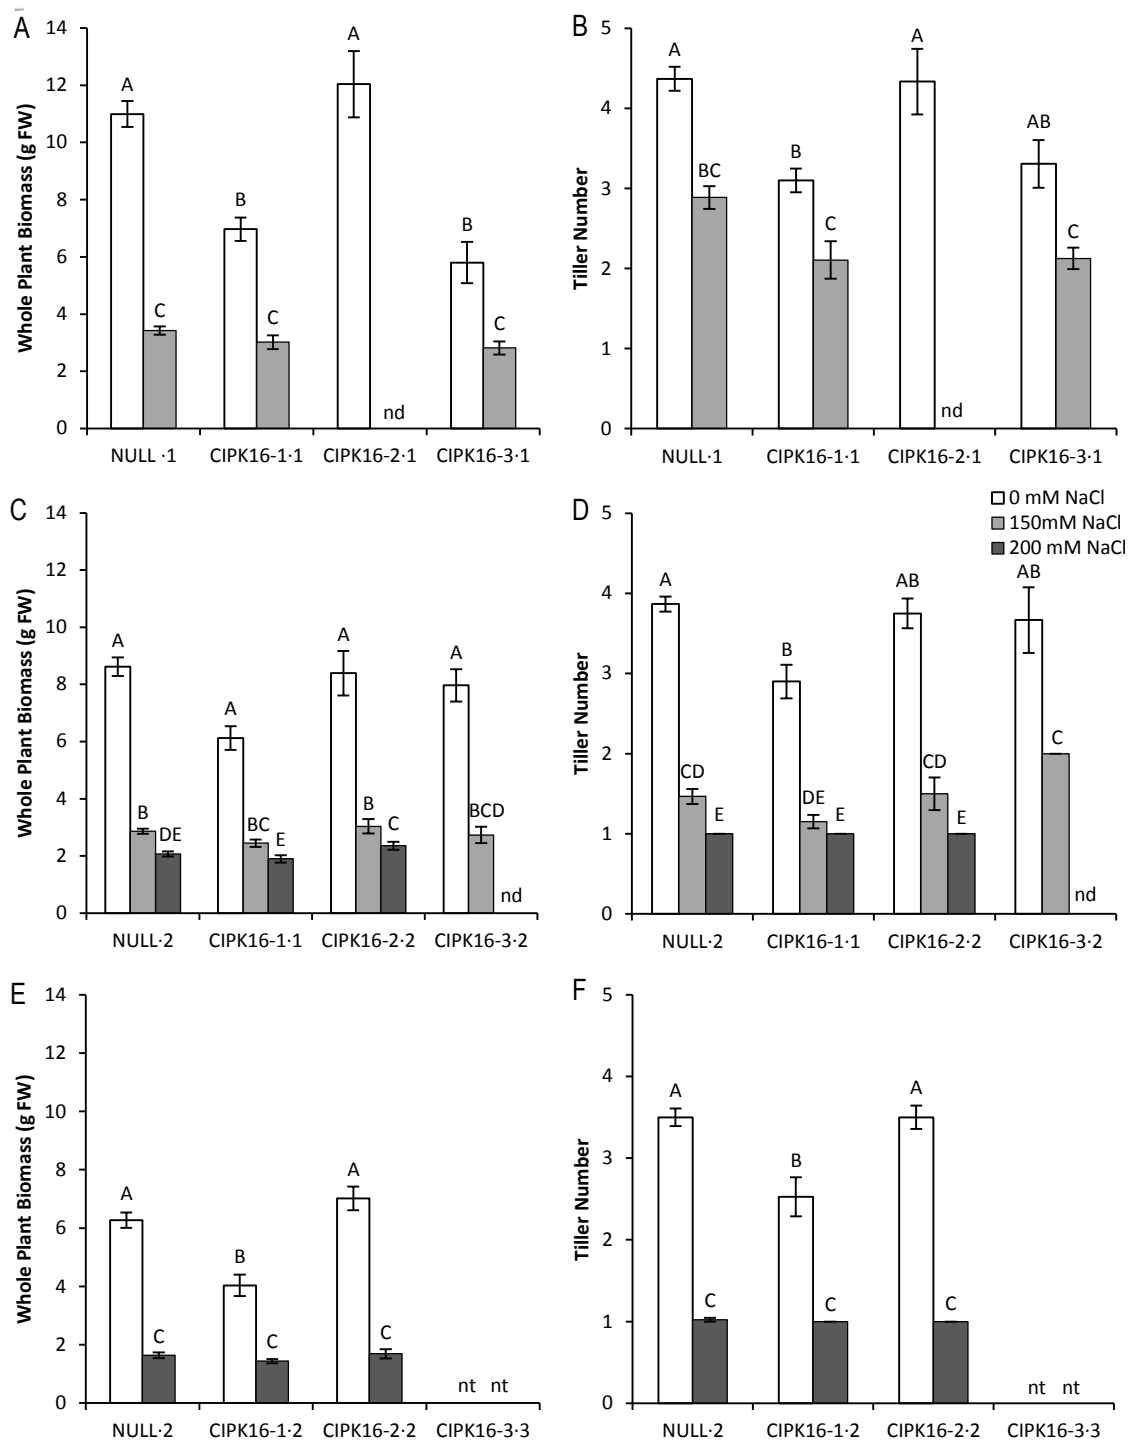 A
Whole Plant Biomass (g FW)
14
12
10
8
6
4
2
0
A
C
B
C
A
nd
B
C
NULL ·1
CIPK16-1·1
CIPK16-2·1
CIPK16-3·1
B
Tiller Number
5
4
3
2
1
0
A
BC
B
C
A
nd
AB
C
NULL·1
CIPK16-1·1
CIPK16-2·1
CIPK16-3·1
C
Whole Plant Biomass (g FW)
14
12
10
8
6
4
2
0
A
B
DE
A
BC
E
A
B
C
A
BCD
nd
NULL·2
CIPK16-1·1
CIPK16-2·2
CIPK16-3·2
D
0 mM NaCl
150mM NaCl
200 mM NaCl
Tiller Number
5
4
3
2
1
0
A
CD
E
B
DE
E
AB
CD
E
AB
C
nd
NULL·2
CIPK16-1·1
CIPK16-2·2
CIPK16-3·2
E
Whole Plant Biomass (g FW)
14
12
10
8
6
4
2
0
A
C
B
C
A
C
nt nt
NULL·2
CIPK16-1·2
CIPK16-2·2
CIPK16-3·3
F
Tiller Number
5
4
3
2
1
0
A
C
B
C
A
C
nt nt
NULL·2
CIPK16-1·2
CIPK16-2·2
CIPK16-3·3